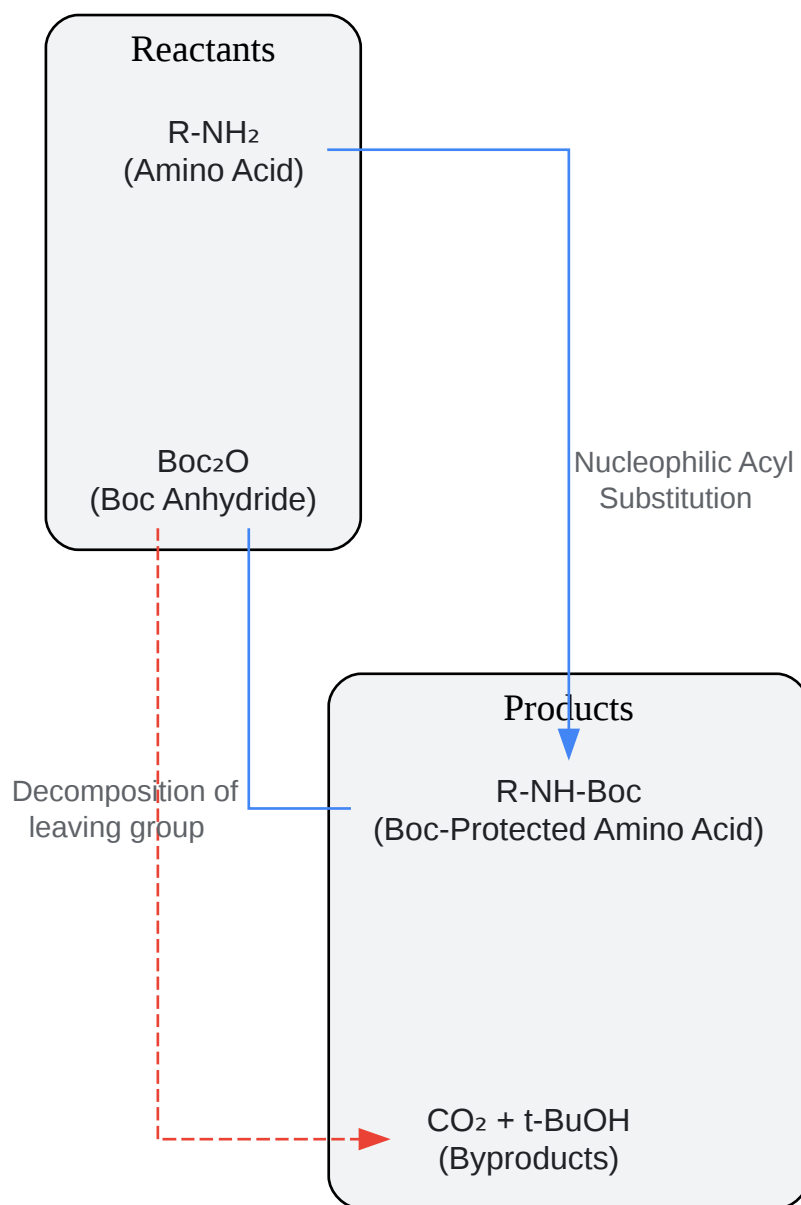 Reactants
R-NH₂
(Amino Acid)
Boc₂O
(Boc Anhydride)
Nucleophilic Acyl
Substitution
Products
Decomposition of
leaving group
R-NH-Boc
(Boc-Protected Amino Acid)
CO₂ + t-BuOH
(Byproducts)